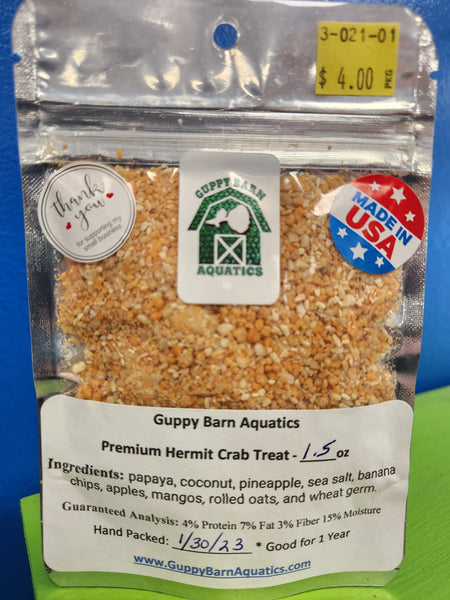 3-021-01
$ 4.00 PKG
GUPPY BARN
AQUATICS
thank
you
for supporting my
small business
MADE IN
USA
Guppy Barn Aquatics
Premium Hermit Crab Treat - 1.5 oz
Ingredients: papaya, coconut, pineapple, sea salt, banana
chips, apples, mangos, rolled oats, and wheat germ.
Guaranteed Analysis: 4% Protein 7% Fat 3% Fiber 15% Moisture
Hand Packed: 1/30/23 * Good for 1 Year
www.GuppyBarnAquatics.com